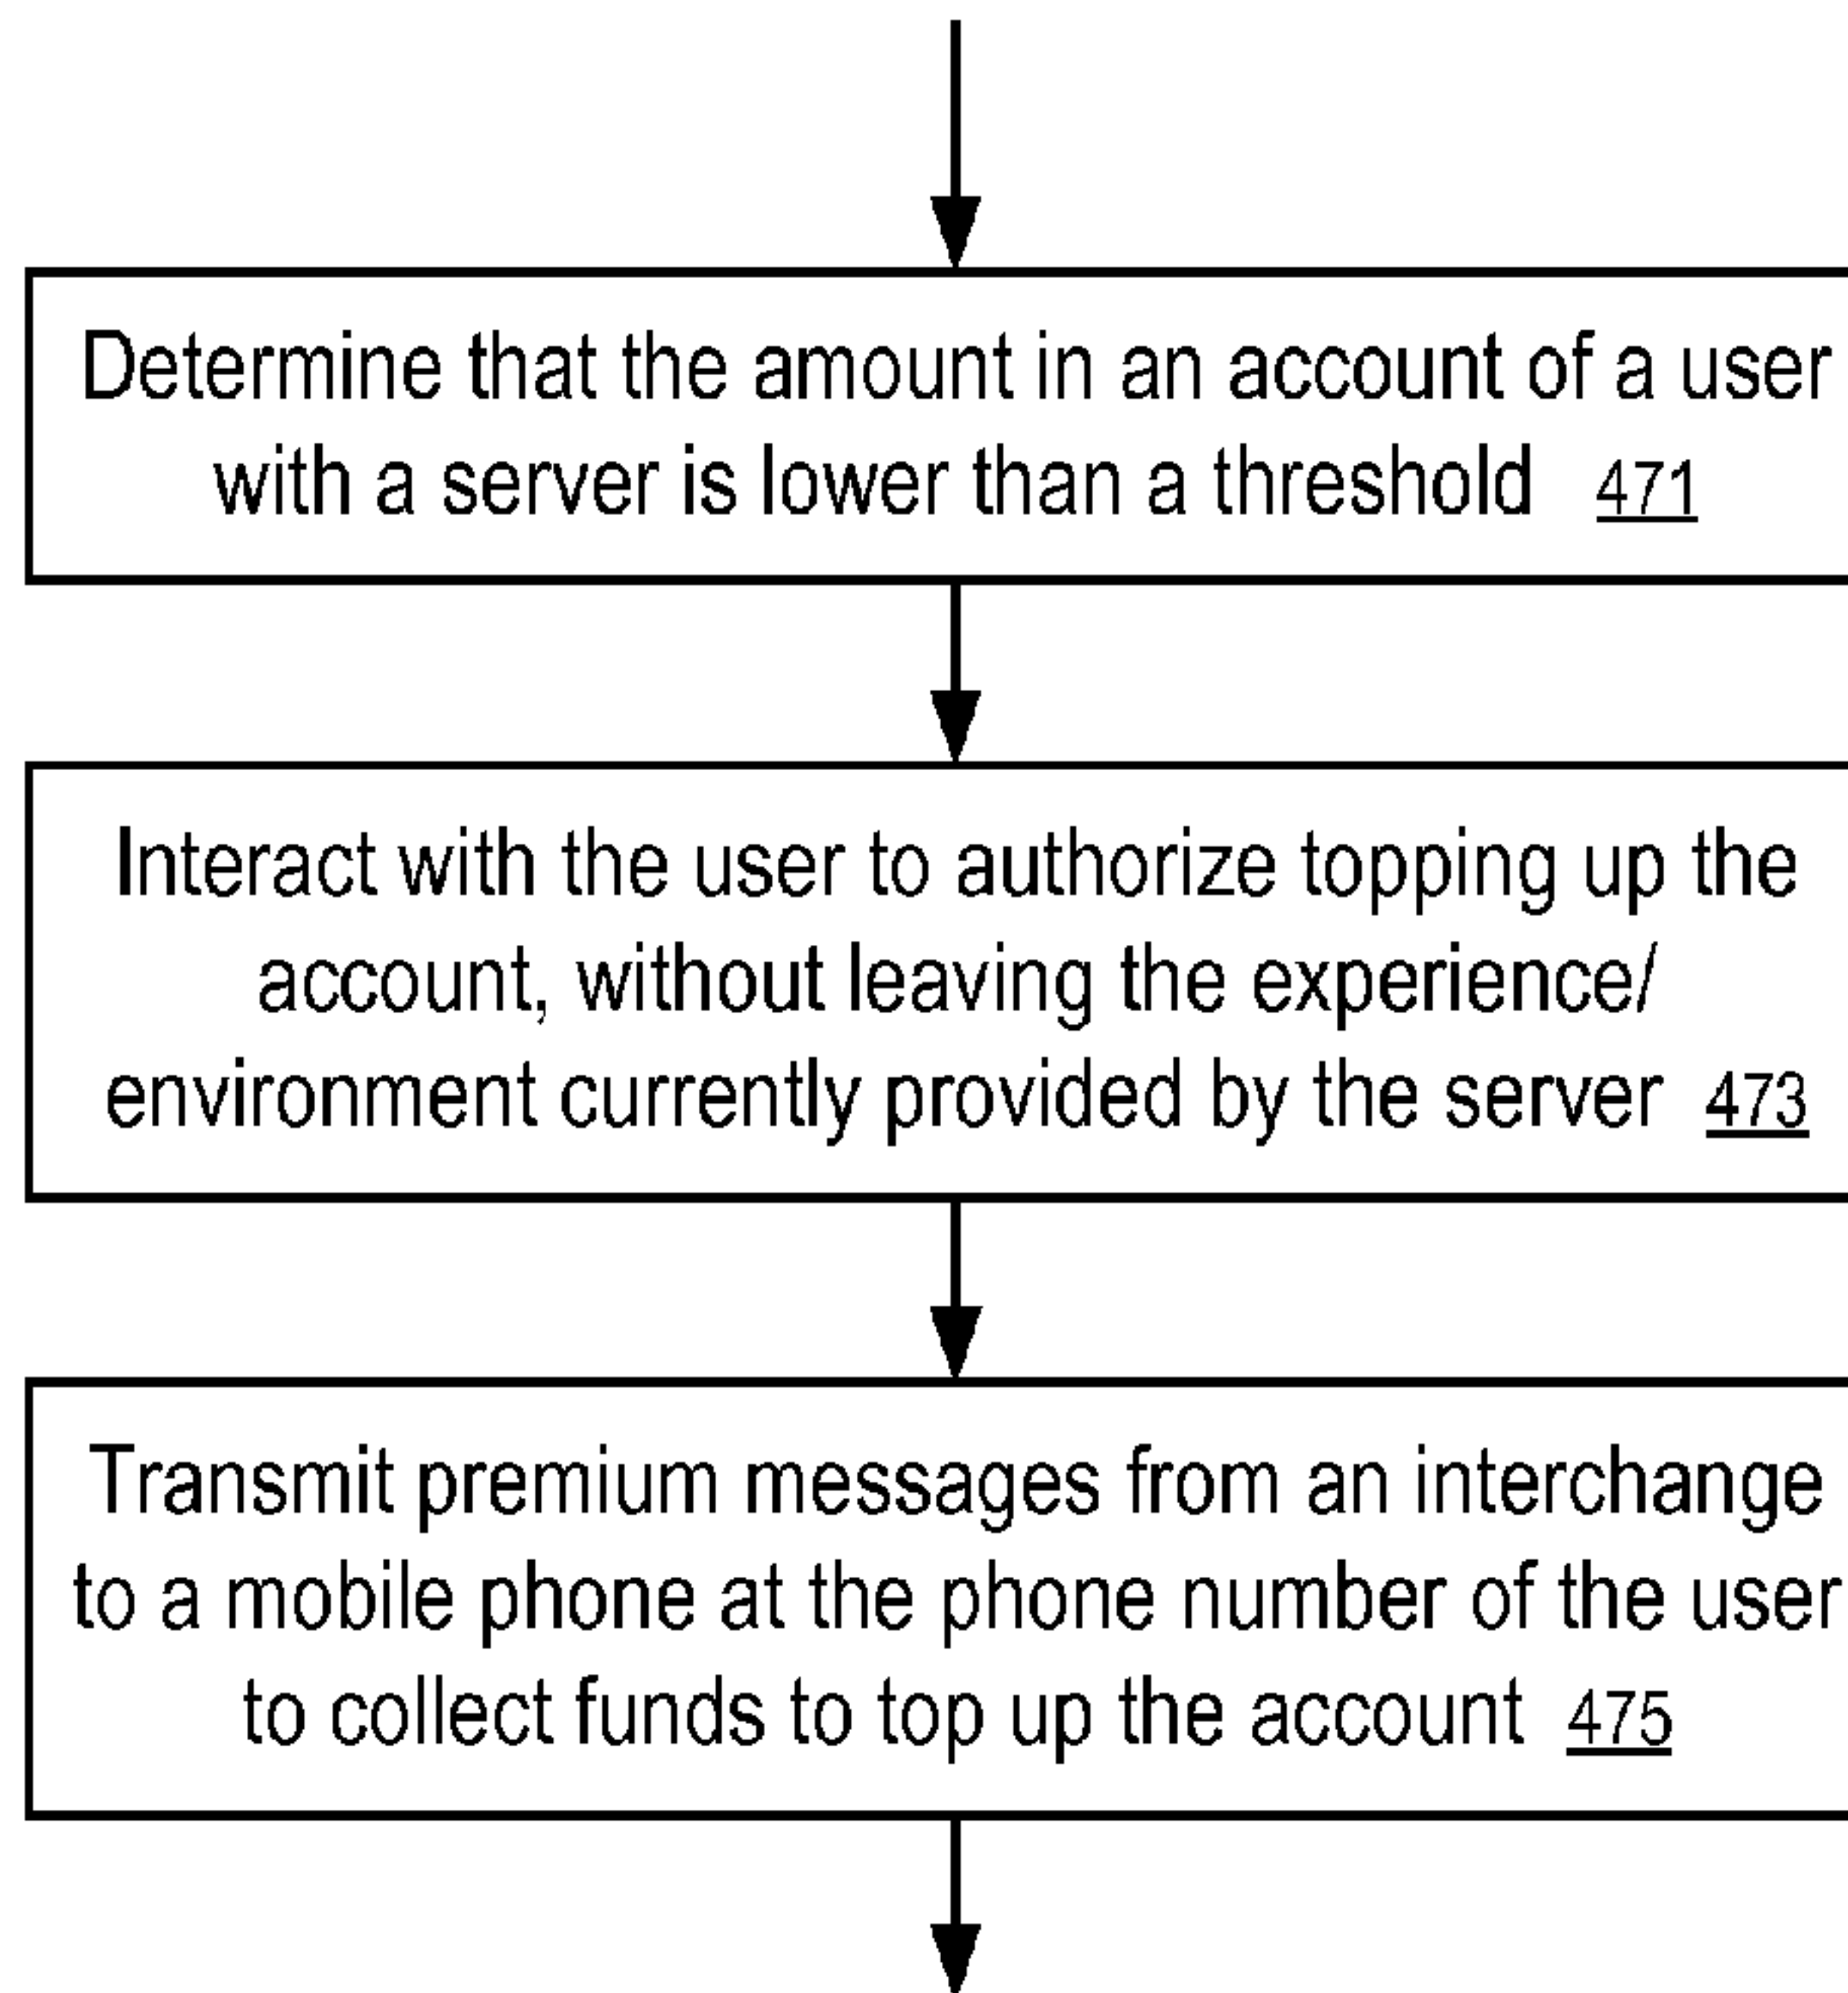 Determine that the amount in an account of a user
with a server is lower than a threshold 471
Interact with the user to authorize topping up the
account, without leaving the experience/
environment currently provided by the server 473
Transmit premium messages from an interchange
to a mobile phone at the phone number of the user
to collect funds to top up the account 475